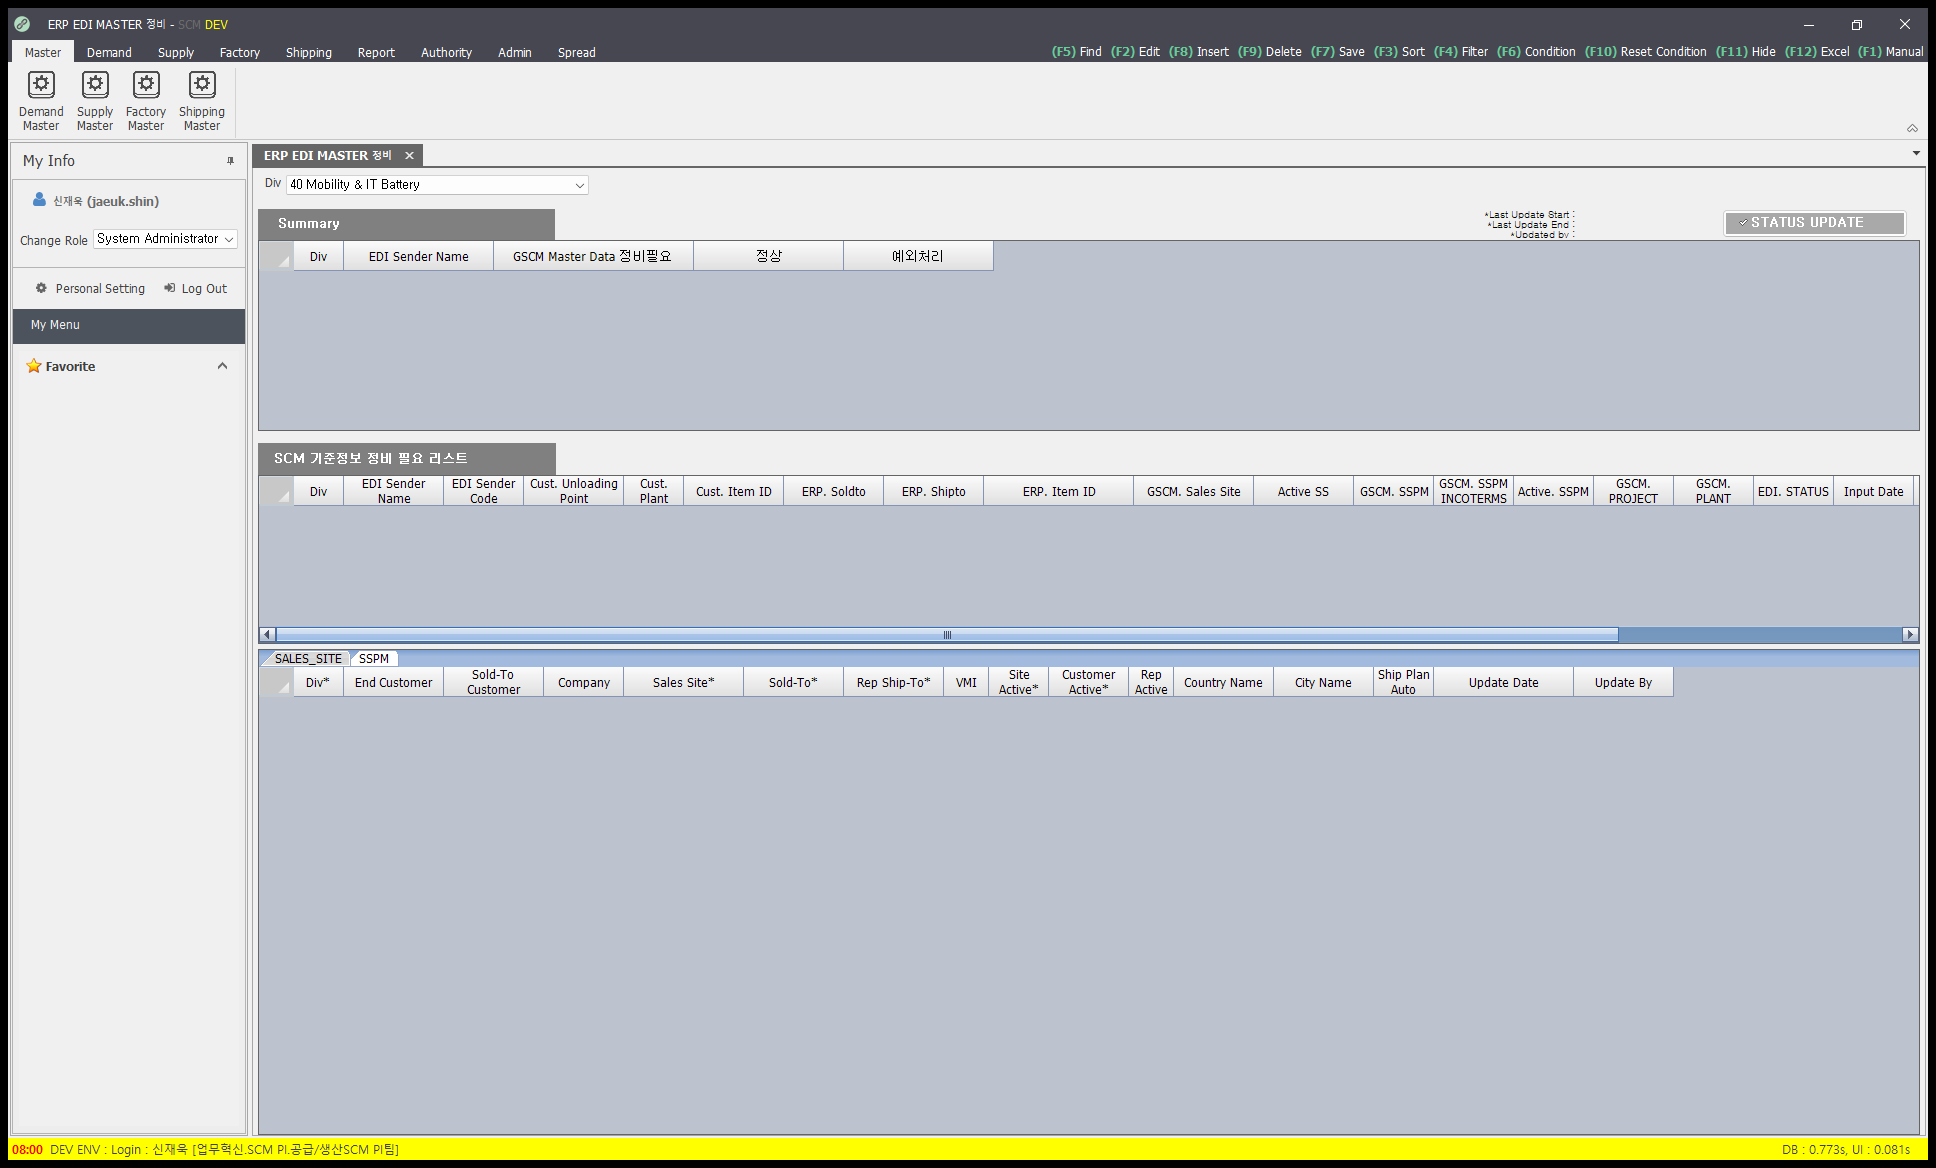 ERP EDI MASTER 정비 - SCM DEV
Master Demand Supply Factory Shipping Report Authority Admin Spread
(F5) Find (F2) Edit (F8) Insert (F9) Delete (F7) Save (F3) Sort (F4) Filter (F6) Condition (F10) Reset Condition (F11) Hide (F12) Excel (F1) Manual
Demand Master
Supply Master
Factory Master
Shipping Master
My Info
신재욱 (jaeuk.shin)
Change Role System Administrator
Personal Setting Log Out
My Menu
Favorite
ERP EDI MASTER 정비
Div 40 Mobility & IT Battery
Summary
*Last Update Start :
*Last Update End :
*Updated by :
STATUS UPDATE
Div EDI Sender Name GSCM Master Data 정비필요 정상 예외처리
SCM 기준정보 정비 필요 리스트
Div EDI Sender Name EDI Sender Code Cust. Unloading Point Cust. Plant Cust. Item ID ERP. Soldto ERP. Shipto ERP. Item ID GSCM. Sales Site Active SS GSCM. SSPM GSCM. SSPM INCOTERMS Active. SSPM GSCM. PROJECT GSCM. PLANT EDI. STATUS Input Date
SALES_SITE SSPM
Div* End Customer Sold-To Customer Company Sales Site* Sold-To* Rep Ship-To* VMI Site Active* Customer Active* Rep Active Country Name City Name Ship Plan Auto Update Date Update By
08:00 DEV ENV : Login : 신재욱 [업무혁신.SCM PI.공급/생산SCM PI팀]
DB : 0.773s, UI : 0.081s